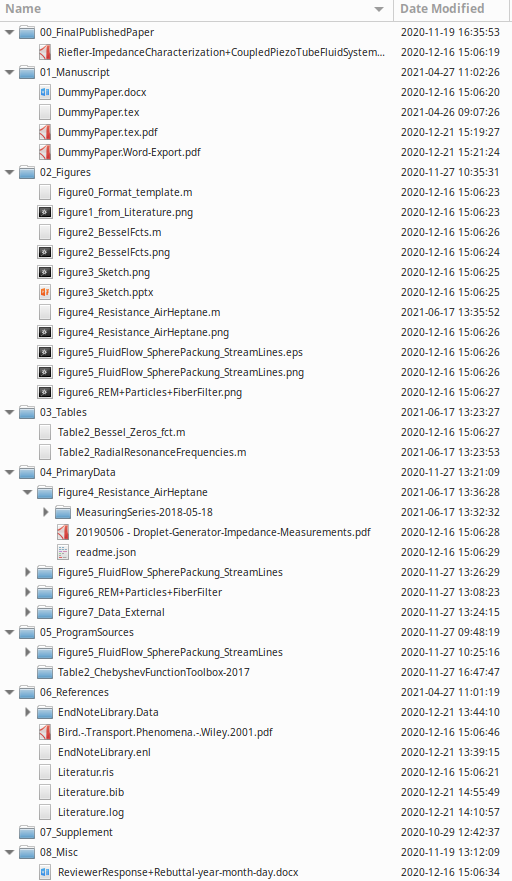 Name Date Modified
00_FinalPublishedPaper 2020-11-19 16:35:53
Riefler-ImpedanceCharacterization+CoupledPiezoTubeFluidSystem... 2020-12-16 15:06:19
01_Manuscript 2021-04-27 11:02:26
DummyPaper.docx 2020-12-16 15:06:20
DummyPaper.tex 2021-04-26 09:07:26
DummyPaper.tex.pdf 2020-12-21 15:19:27
DummyPaper.Word-Export.pdf 2020-12-21 15:21:24
02_Figures 2020-11-27 10:35:31
Figure0_Format_template.m 2020-12-16 15:06:23
Figure1_from_Literature.png 2020-12-16 15:06:23
Figure2_BesselFcts.m 2020-12-16 15:06:26
Figure2_BesselFcts.png 2020-12-16 15:06:24
Figure3_Sketch.png 2020-12-16 15:06:25
Figure3_Sketch.pptx 2020-12-16 15:06:25
Figure4_Resistance_AirHeptane.m 2021-06-17 13:35:52
Figure4_Resistance_AirHeptane.png 2020-12-16 15:06:26
Figure5_FluidFlow_SpherePackung_StreamLines.eps 2020-12-16 15:06:26
Figure5_FluidFlow_SpherePackung_StreamLines.png 2020-12-16 15:06:26
Figure6_REM+Particles+FiberFilter.png 2020-12-16 15:06:27
03_Tables 2021-06-17 13:23:27
Table2_Bessel_Zeros_fct.m 2020-12-16 15:06:27
Table2_RadialResonanceFrequencies.m 2021-06-17 13:23:53
04_PrimaryData 2020-11-27 13:21:09
Figure4_Resistance_AirHeptane 2021-06-17 13:36:28
MeasuringSeries-2018-05-18 2021-06-17 13:32:32
20190506 - Droplet-Generator-Impedance-Measurements.pdf 2020-12-16 15:06:28
readme.json 2020-12-16 15:06:29
Figure5_FluidFlow_SpherePackung_StreamLines 2020-11-27 13:26:29
Figure6_REM+Particles+FiberFilter 2020-11-27 13:08:23
Figure7_Data_External 2020-11-27 13:24:15
05_ProgramSources 2020-11-27 09:48:19
Figure5_FluidFlow_SpherePackung_StreamLines 2020-11-27 10:25:16
Table2_ChebyshevFunctionToolbox-2017 2020-11-27 16:47:47
06_References 2021-04-27 11:01:19
EndNoteLibrary.Data 2020-12-21 13:44:10
Bird.-.Transport.Phenomena.-.Wiley.2001.pdf 2020-12-16 15:06:46
EndNoteLibrary.enl 2020-12-21 13:39:15
Literatur.ris 2020-12-16 15:06:21
Literature.bib 2020-12-21 14:55:49
Literature.log 2020-12-21 14:10:57
07_Supplement 2020-10-29 12:42:37
08_Misc 2020-11-19 13:12:09
ReviewerResponse+Rebuttal-year-month-day.docx 2020-12-16 15:06:34